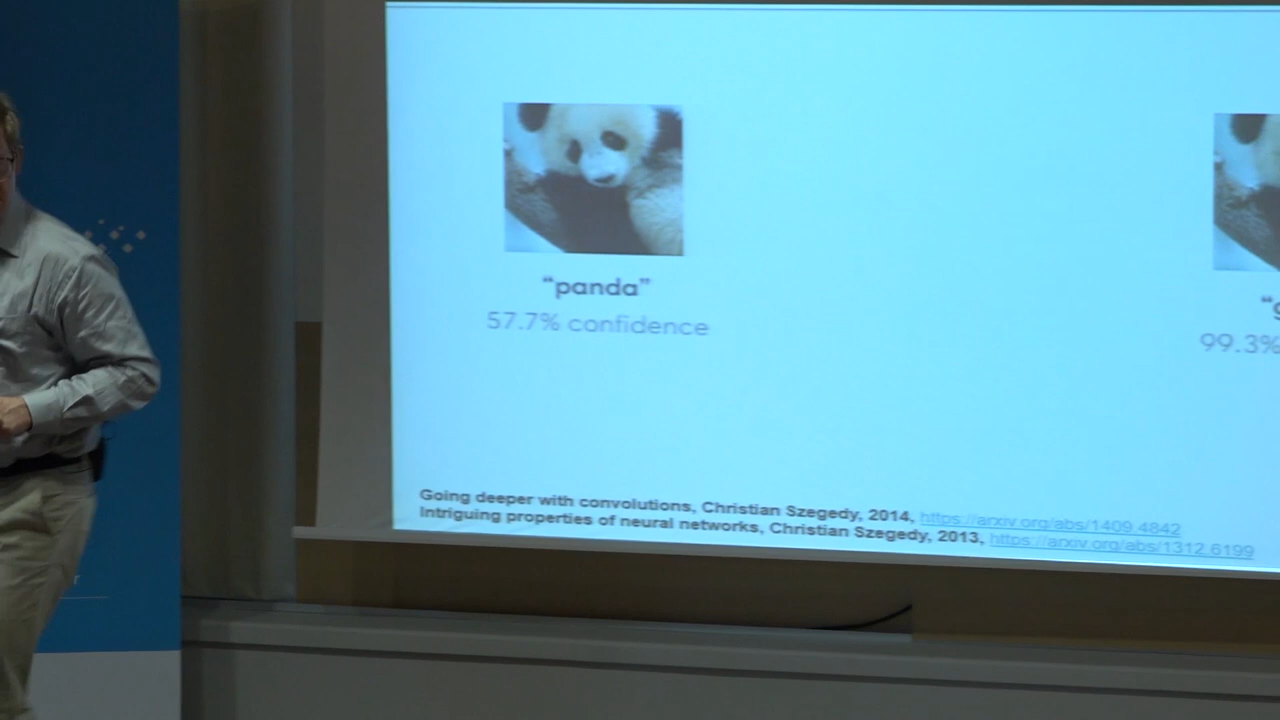 “panda”
57.7% confidence
“g
99.3%
Going deeper with convolutions, Christian Szegedy, 2014, https://arxiv.org/abs/1409.4842
Intriguing properties of neural networks, Christian Szegedy, 2013, https://arxiv.org/abs/1312.6199
r